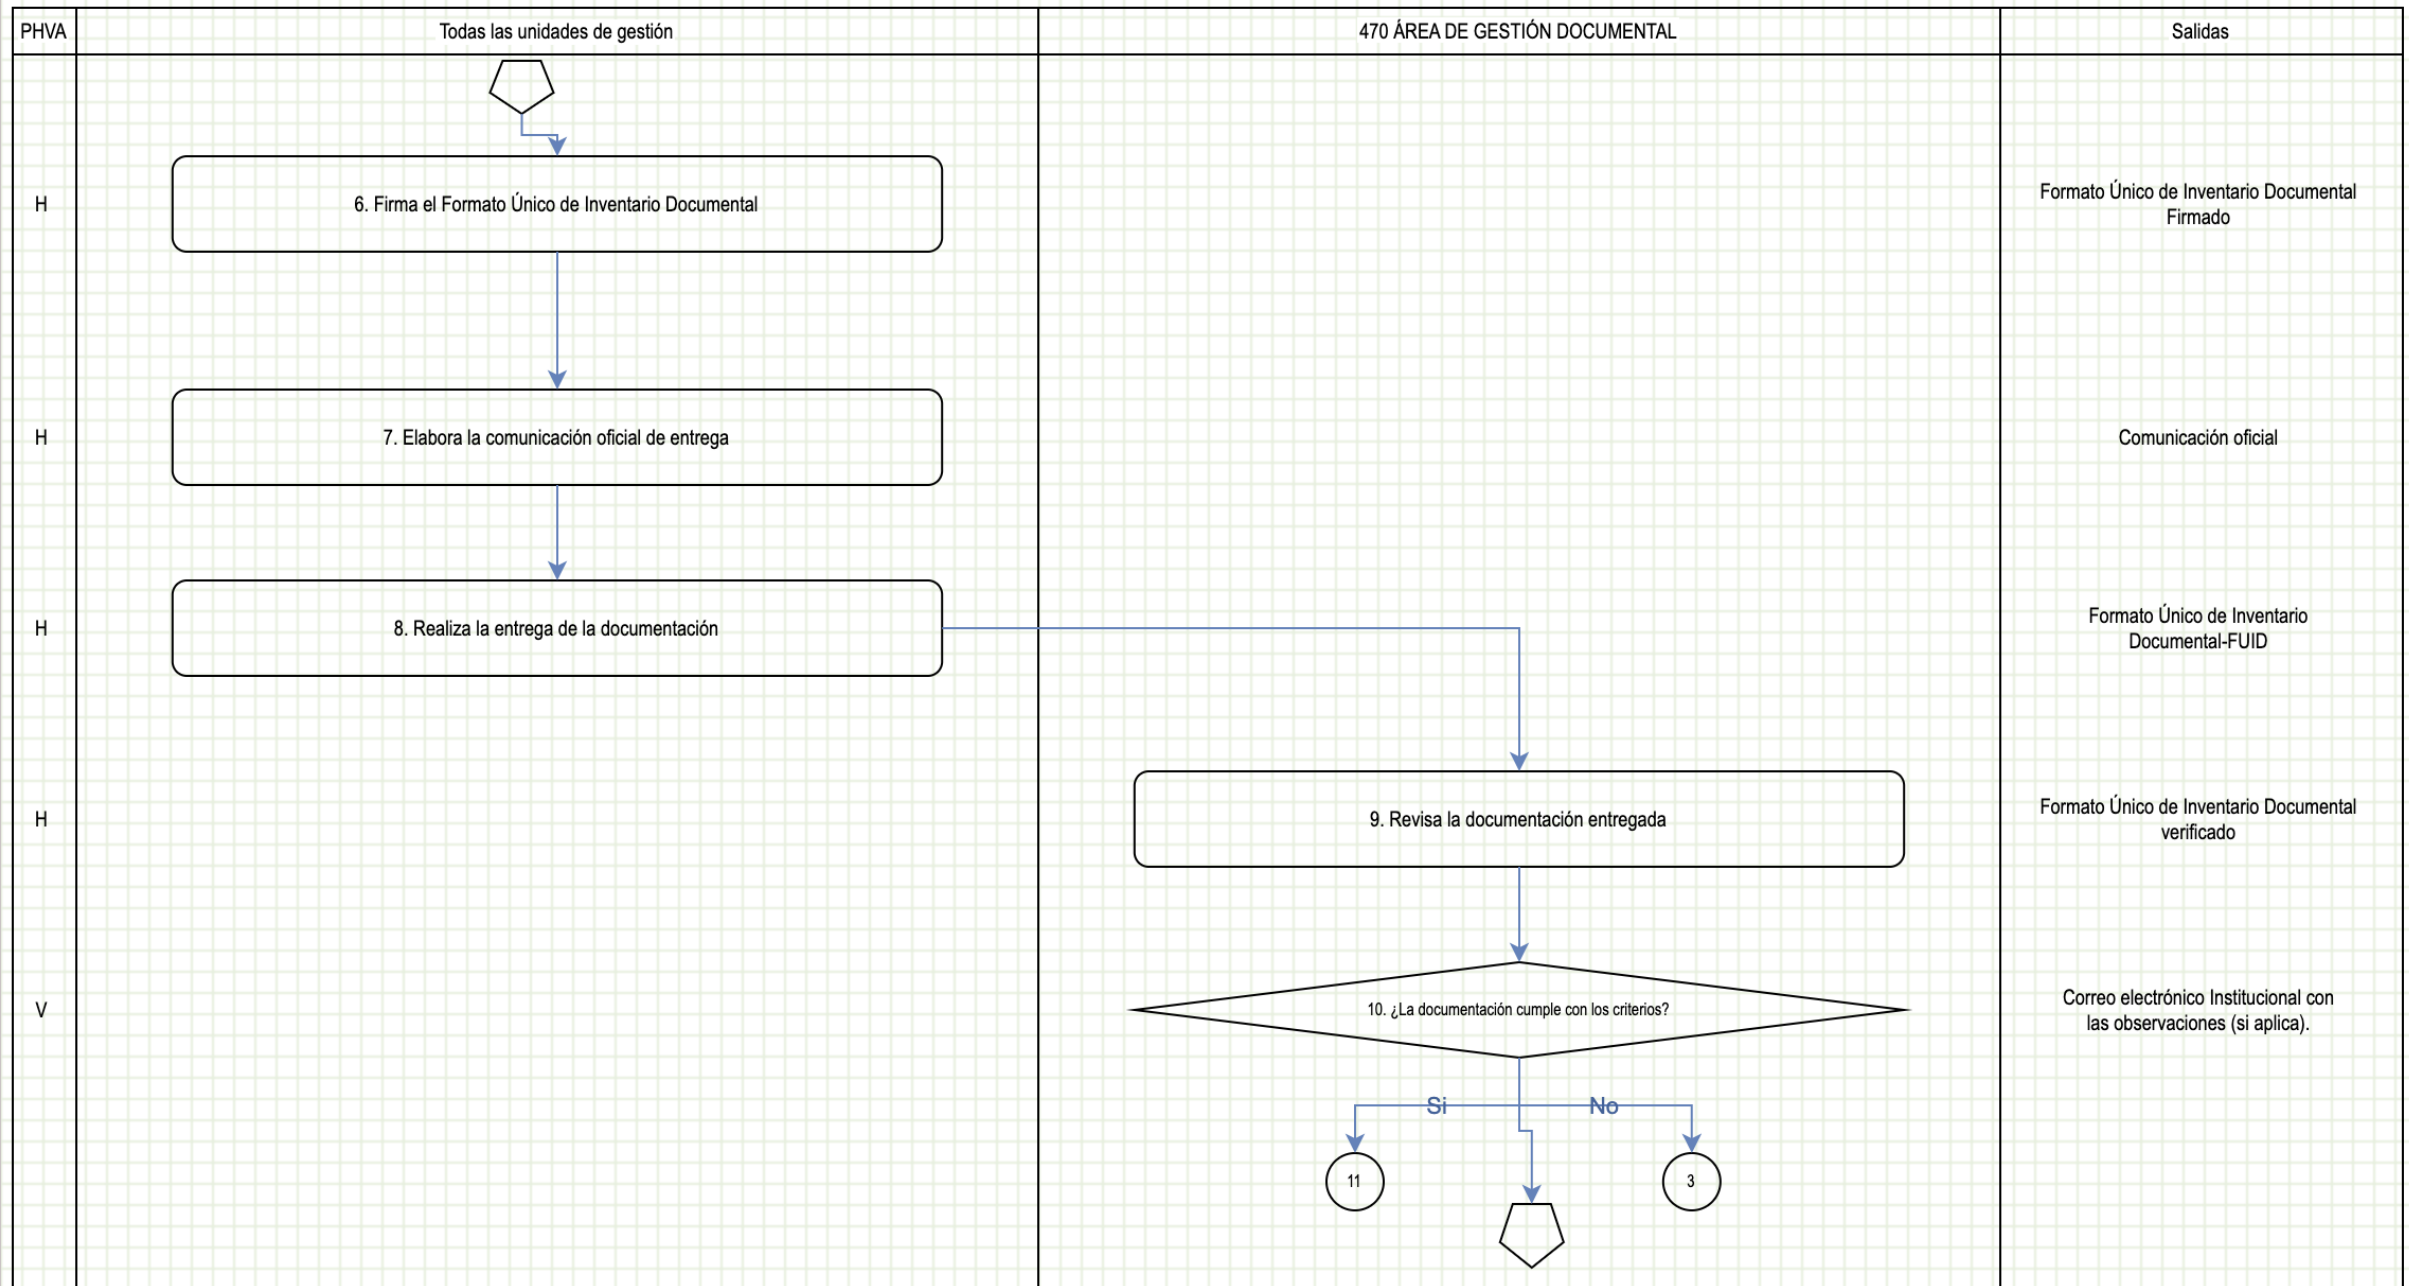 PHVA
Todas las unidades de gestión
470 ÁREA DE GESTIÓN DOCUMENTAL
Salidas
H
6. Firma el Formato Único de Inventario Documental
Formato Único de Inventario Documental
Firmado
H
7. Elabora la comunicación oficial de entrega
Comunicación oficial
H
8. Realiza la entrega de la documentación
Formato Único de Inventario
Documental-FUID
H
9. Revisa la documentación entregada
Formato Único de Inventario Documental
verificado
V
10. ¿La documentación cumple con los criterios?
Correo electrónico Institucional con
las observaciones (si aplica).
Si
No
11
3